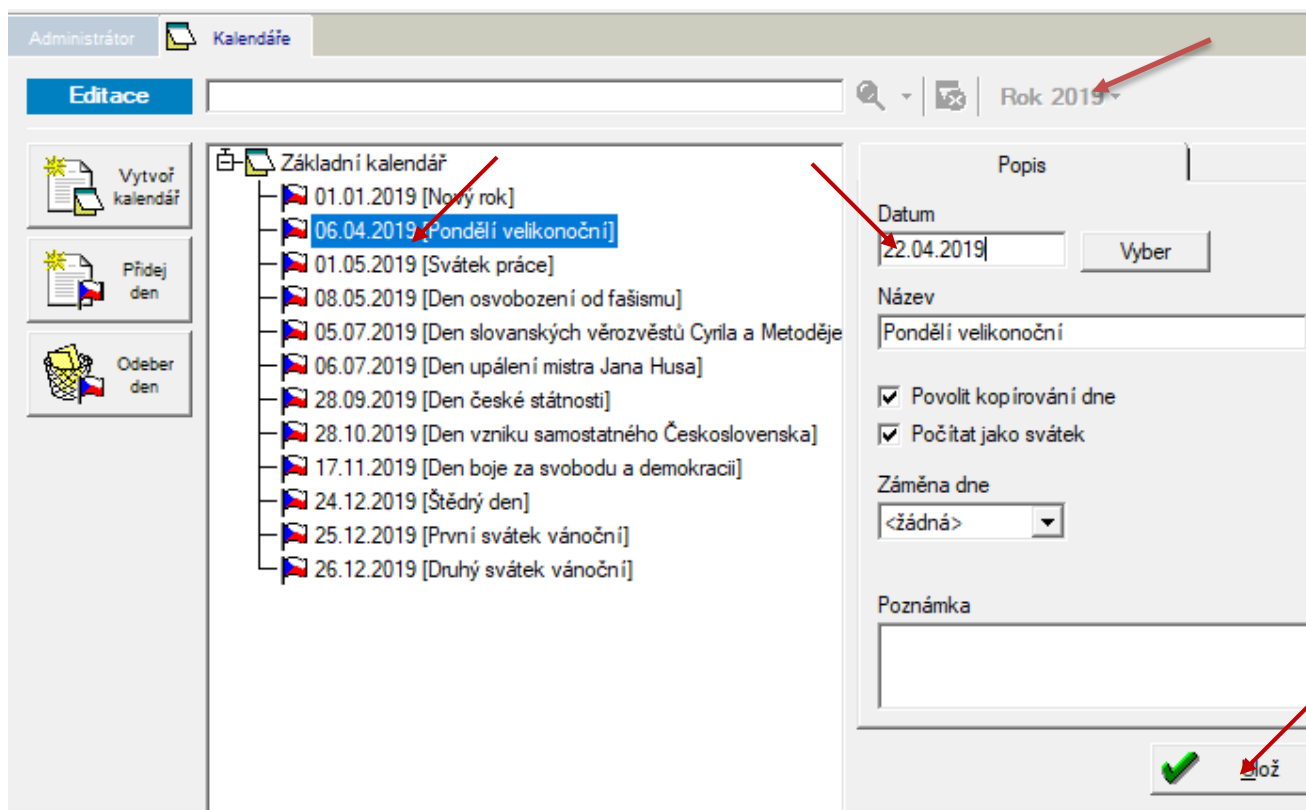 Administrátor Kalendáře
Editace Rok 2019
Vytvoř
kalendář
Přidej
den
Odeber
den
Základní kalendář
01.01.2019 [Nový rok]
06.04.2019 [Pondělí velikonoční]
01.05.2019 [Svátek práce]
08.05.2019 [Den osvobození od fašismu]
05.07.2019 [Den slovanských věrozvěstů Cyrila a Metoděje
06.07.2019 [Den upálení mistra Jana Husa]
28.09.2019 [Den české státnosti]
28.10.2019 [Den vzniku samostatného Československa]
17.11.2019 [Den boje za svobodu a demokracii]
24.12.2019 [Štědrý den]
25.12.2019 [První svátek vánoční]
26.12.2019 [Druhý svátek vánoční]
Popis
Datum
22.04.2019 Vyber
Název
Pondělí velikonoční
Povolit kopírování dne
Počítat jako svátek
Záměna dne
<žádná>
Poznámka